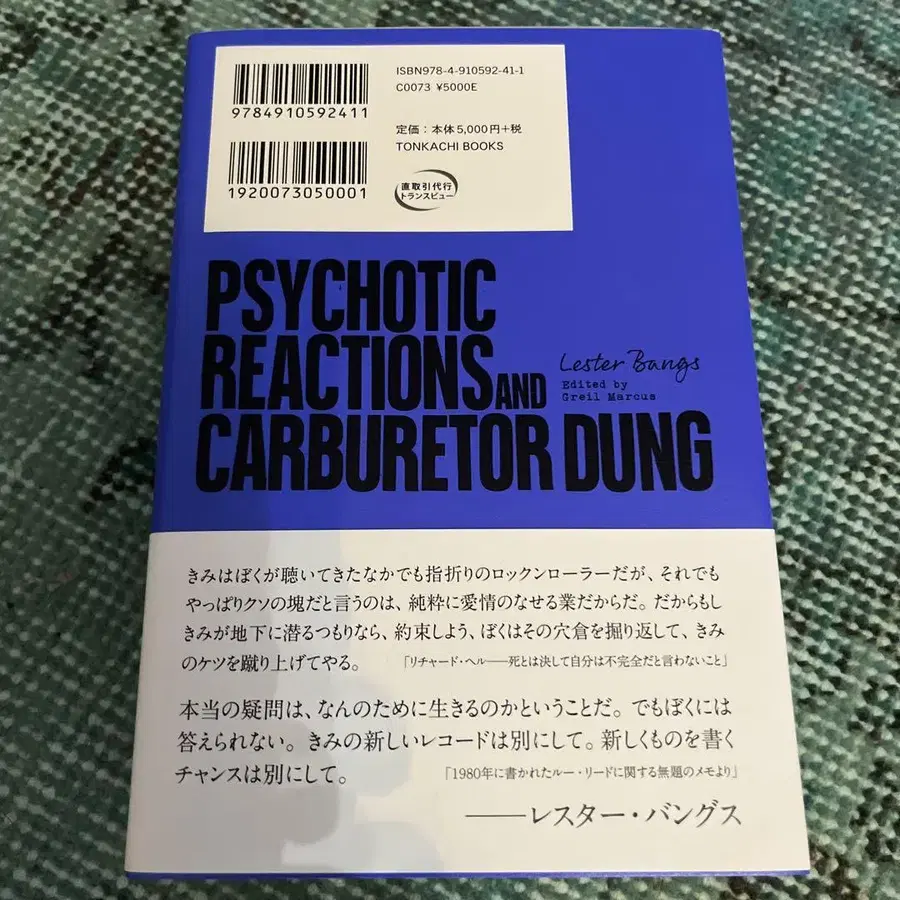 ISBN978-4-910592-41-1
C0073 ¥5000E
9784910592411
定価：本体5,000円+税
TONKACHI BOOKS
1920073050001
直取引代行
トランスビュー
PSYCHOTIC
REACTIONS AND
CARBURETOR DUNG
Lester Bangs
Edited by
Greil Marcus
きみはぼくが聴いてきたなかでも指折りのロックンローラーだが、それでも
やっぱりクソの塊だと言うのは、純粋に愛情のなせる業だからだ。だからもし
きみが地下に潜るつもりなら、約束しよう、ぼくはその穴倉を掘り返して、きみ
のケツを蹴り上げてやる。 「リチャード・ヘル——死とは決して自分は不完全だと言わないこと」
本当の疑問は、なんのために生きるのかということだ。でもぼくには
答えられない。きみの新しいレコードは別にして。新しくものを書く
チャンスは別にして。 「1980年に書かれたルー・リードに関する無題のメモより」
——レスター・バングス